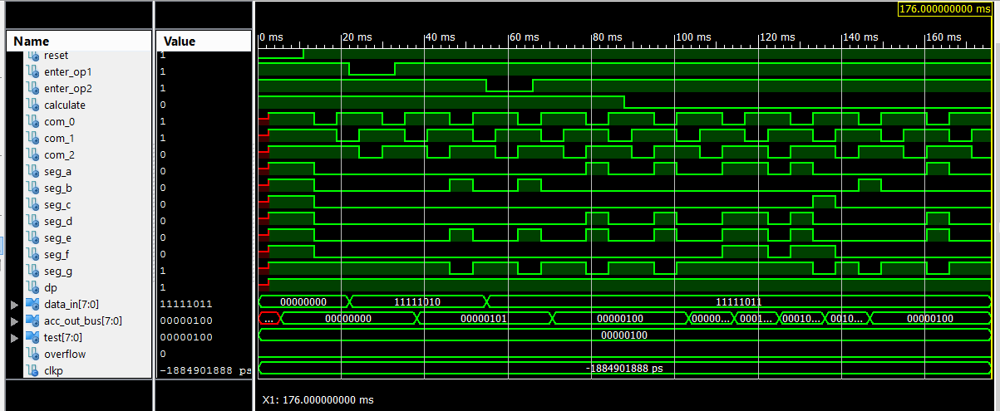 176.000000000 ms
Name Value 0 ms 20 ms 40 ms 60 ms 80 ms 100 ms 120 ms 140 ms 160 ms
reset 1
enter_op1 1
enter_op2 1
calculate 0
com_0 1
com_1 1
com_2 0
seg_a 0
seg_b 0
seg_c 0
seg_d 0
seg_e 0
seg_f 0
seg_g 1
dp 1
data_in[7:0] 11111011 00000000 11111010 11111011
acc_out_bus[7:0] 00000100 ... 00000000 00000101 00000100 00000... 0001... 00010... 0010... 00000100
test[7:0] 00000100 00000100
overflow 0
clkp -1884901888 ps -1884901888 ps
X1: 176.000000000 ms